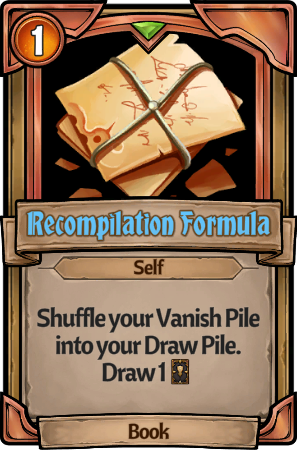 1
Recompilation Formula
Self
Shuffle your Vanish Pile
into your Draw Pile.
Draw 1
Book